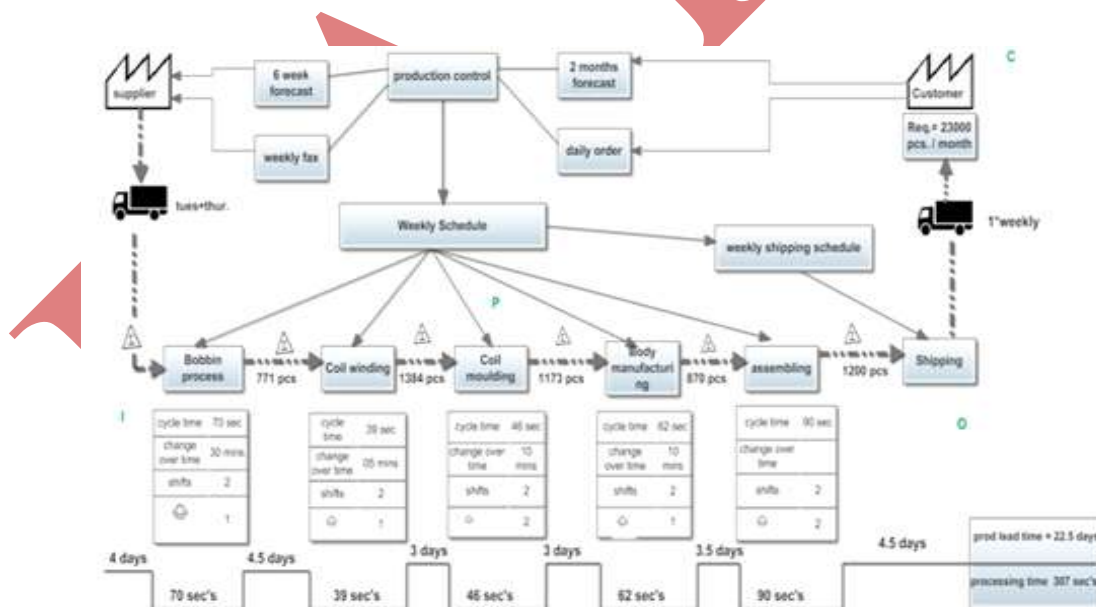 C
supplier
6 week
forecast
production control
2 months
forecast
Customer
Req.= 23000
pcs. / month
weekly fax
daily order
tues+thur.
1*weekly
Weekly Schedule
weekly shipping schedule
P
Bobbin
process
771 pcs
Coil winding
1384 pcs
Coil
moulding
1173 pcs
Body
manufacturi
ng
870 pcs
assembling
1200 pcs
Shipping
I
O
cycle time 70 sec
change
over time 30 mins
shifts 2
1
cycle
time 39 sec
change
over time 05 mins
shifts 2
1
cycle time 46 sec
change over
time 10
mins
shifts 2
2
cycle time 62 sec
change
over time 10
mins
shifts 2
1
cycle time 90 sec
change over
time
shifts 2
2
4 days
70 sec's
4.5 days
39 sec's
3 days
46 sec's
3 days
62 sec's
3.5 days
90 sec's
4.5 days
prod lead time = 22.5 days
processing time 307 sec's